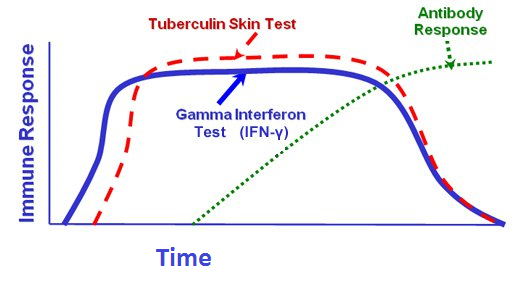 Tuberculin Skin Test
Antibody
Response
Gamma Interferon
Test (IFN-γ)
Immune Response
Time